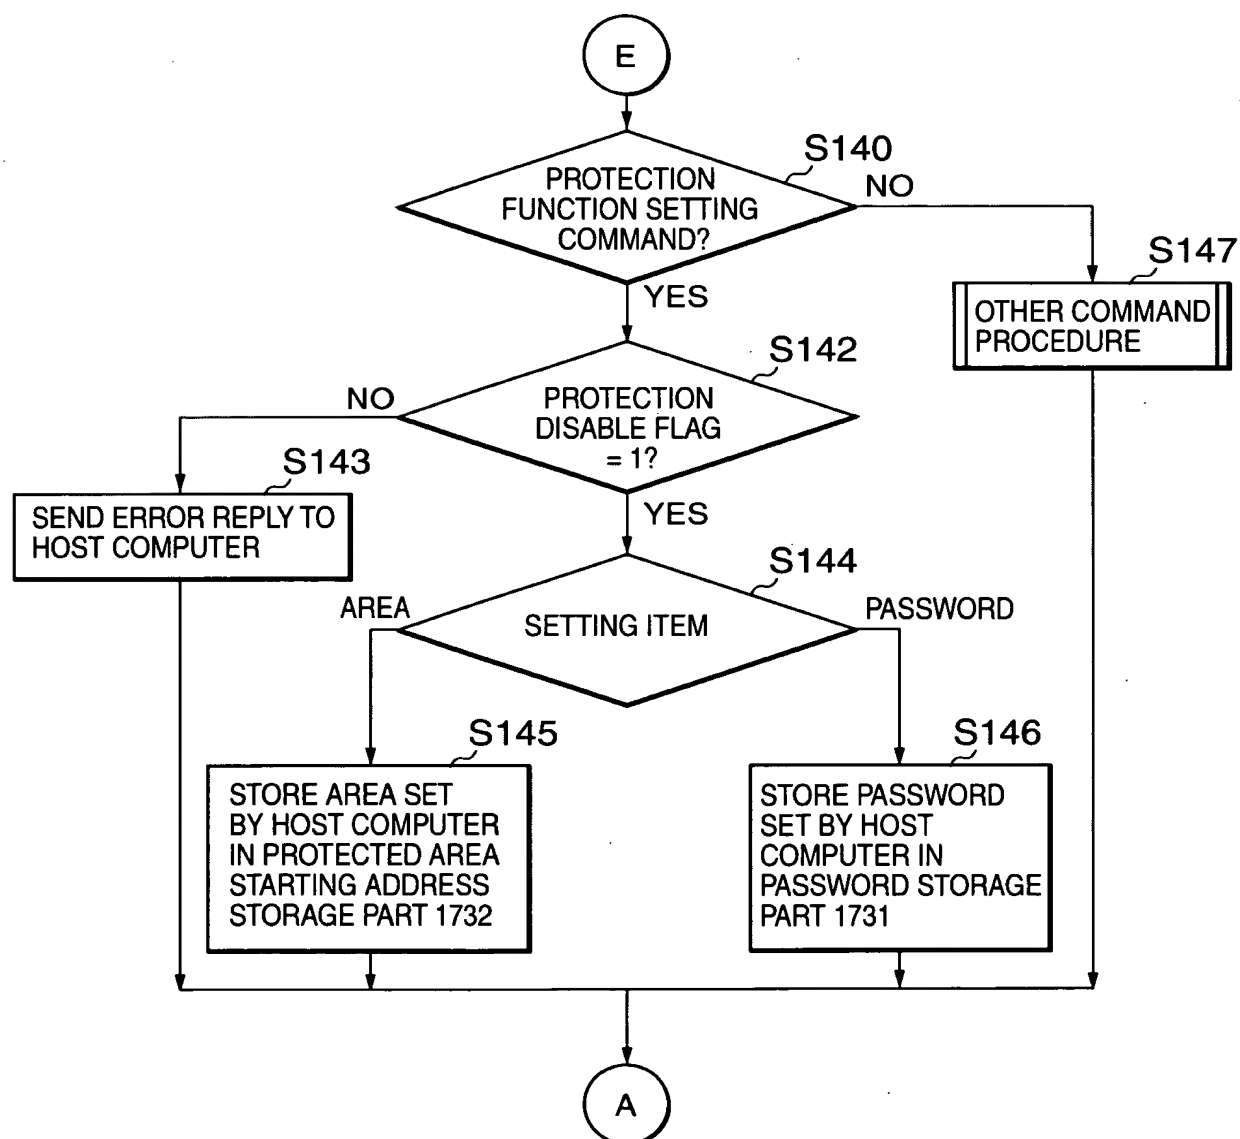 E
S140
PROTECTION
FUNCTION SETTING
COMMAND?
NO
YES
S147
OTHER COMMAND
PROCEDURE
S142
PROTECTION
DISABLE FLAG
= 1?
NO
YES
S143
SEND ERROR REPLY TO
HOST COMPUTER
S144
SETTING ITEM
AREA
PASSWORD
S145
STORE AREA SET
BY HOST COMPUTER
IN PROTECTED AREA
STARTING ADDRESS
STORAGE PART 1732
S146
STORE PASSWORD
SET BY HOST
COMPUTER IN
PASSWORD STORAGE
PART 1731
A